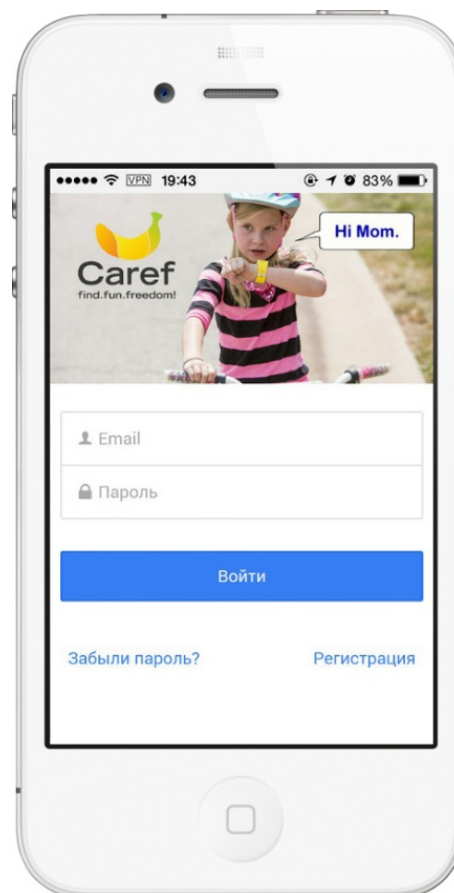 VPN 19:43 83%
Hi Mom.
Caref
find.fun.freedom!
Email
Пароль
Войти
Забыли пароль? Регистрация